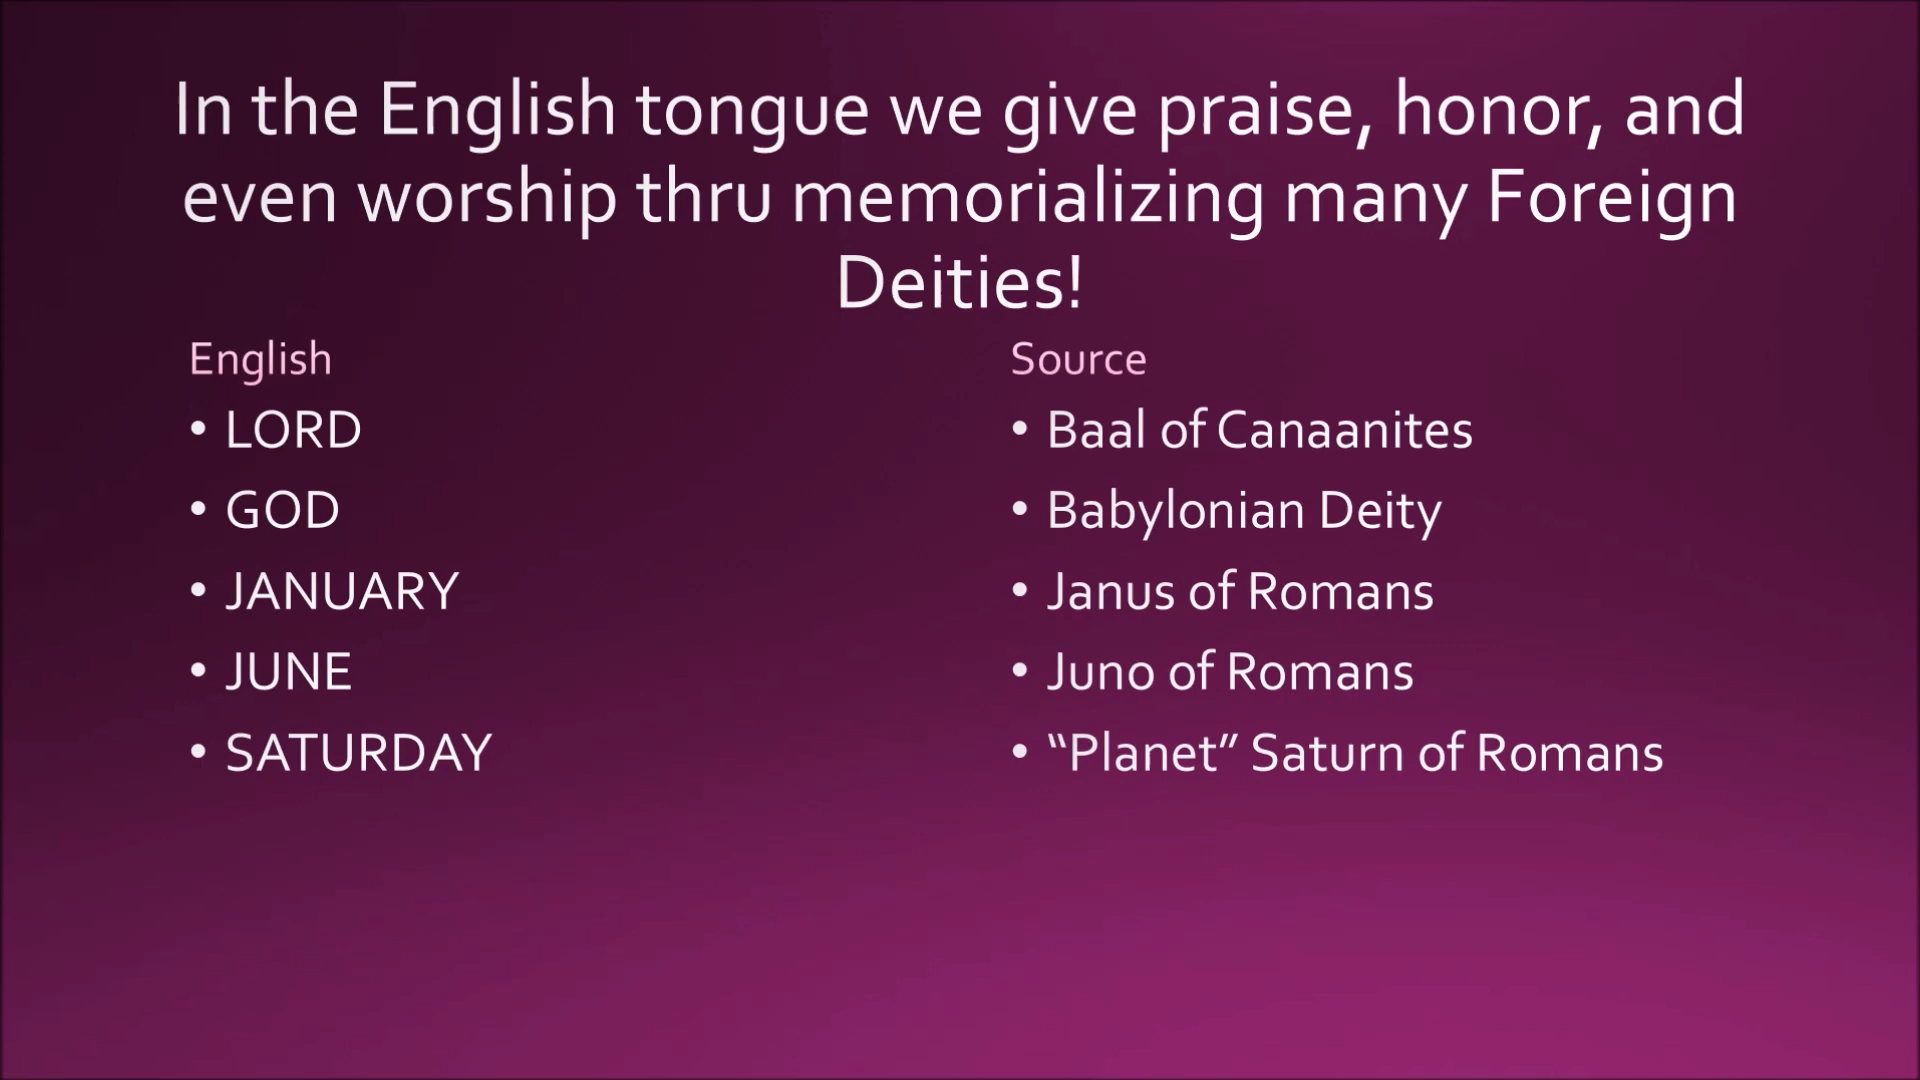 In the English tongue we give praise, honor, and
even worship thru memorializing many Foreign
Deities!
English
• LORD
• GOD
• JANUARY
• JUNE
• SATURDAY
Source
• Baal of Canaanites
• Babylonian Deity
• Janus of Romans
• Juno of Romans
• “Planet” Saturn of Romans